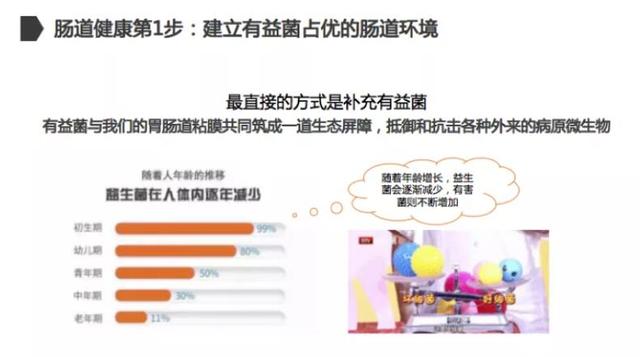 肠道健康第1步：建立有益菌占优的肠道环境
最直接的方式是补充有益菌
有益菌与我们的胃肠道粘膜共同筑成一道生态屏障，抵御和抗击各种外来的病原微生物
随着人年龄的推移
益生菌在人体内逐年减少
初生期 99%
幼儿期 80%
青年期 50%
中年期 30%
老年期 11%
随着年龄增长，益生
菌会逐渐减少，有害
菌则不断增加
坏菌菌 好菌菌